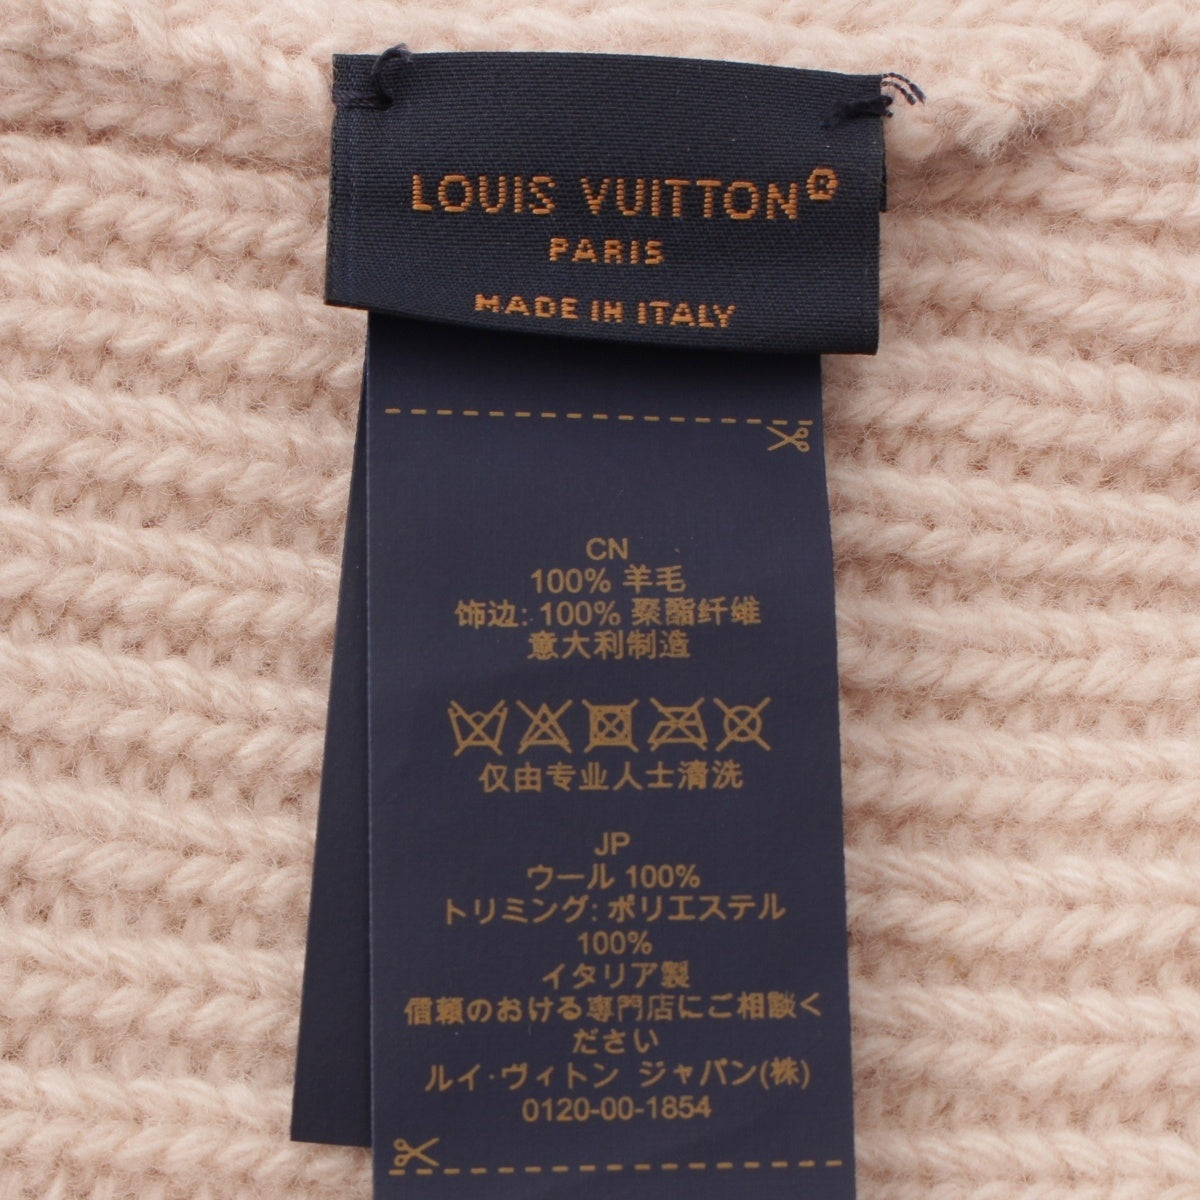 LOUIS VUITTON®
PARIS
MADE IN ITALY
CN
100% 羊毛
饰边: 100% 聚酯纤维
意大利制造
仅由专业人士清洗
JP
ウール 100%
トリミング: ポリエステル
100%
イタリア製
信頼のおける専門店にご相談く
ださい
ルイ·ヴィトン ジャパン(株)
0120-00-1854